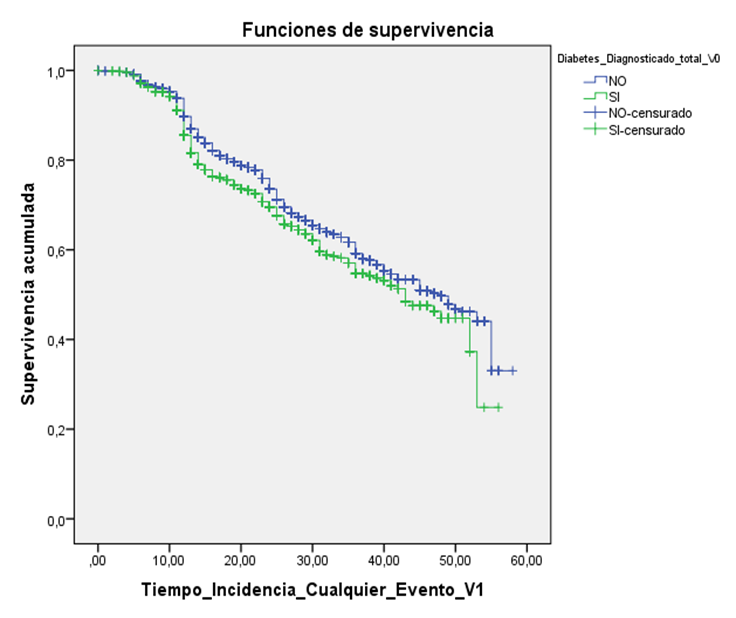 Funciones de supervivencia
Diabetes_Diagnosticado_total_V0
NO
SI
NO-censurado
SI-censurado
Supervivencia acumulada
1,0
0,8
0,6
0,4
0,2
0,0
,00 10,00 20,00 30,00 40,00 50,00 60,00
Tiempo_Incidencia_Cualquier_Evento_V1